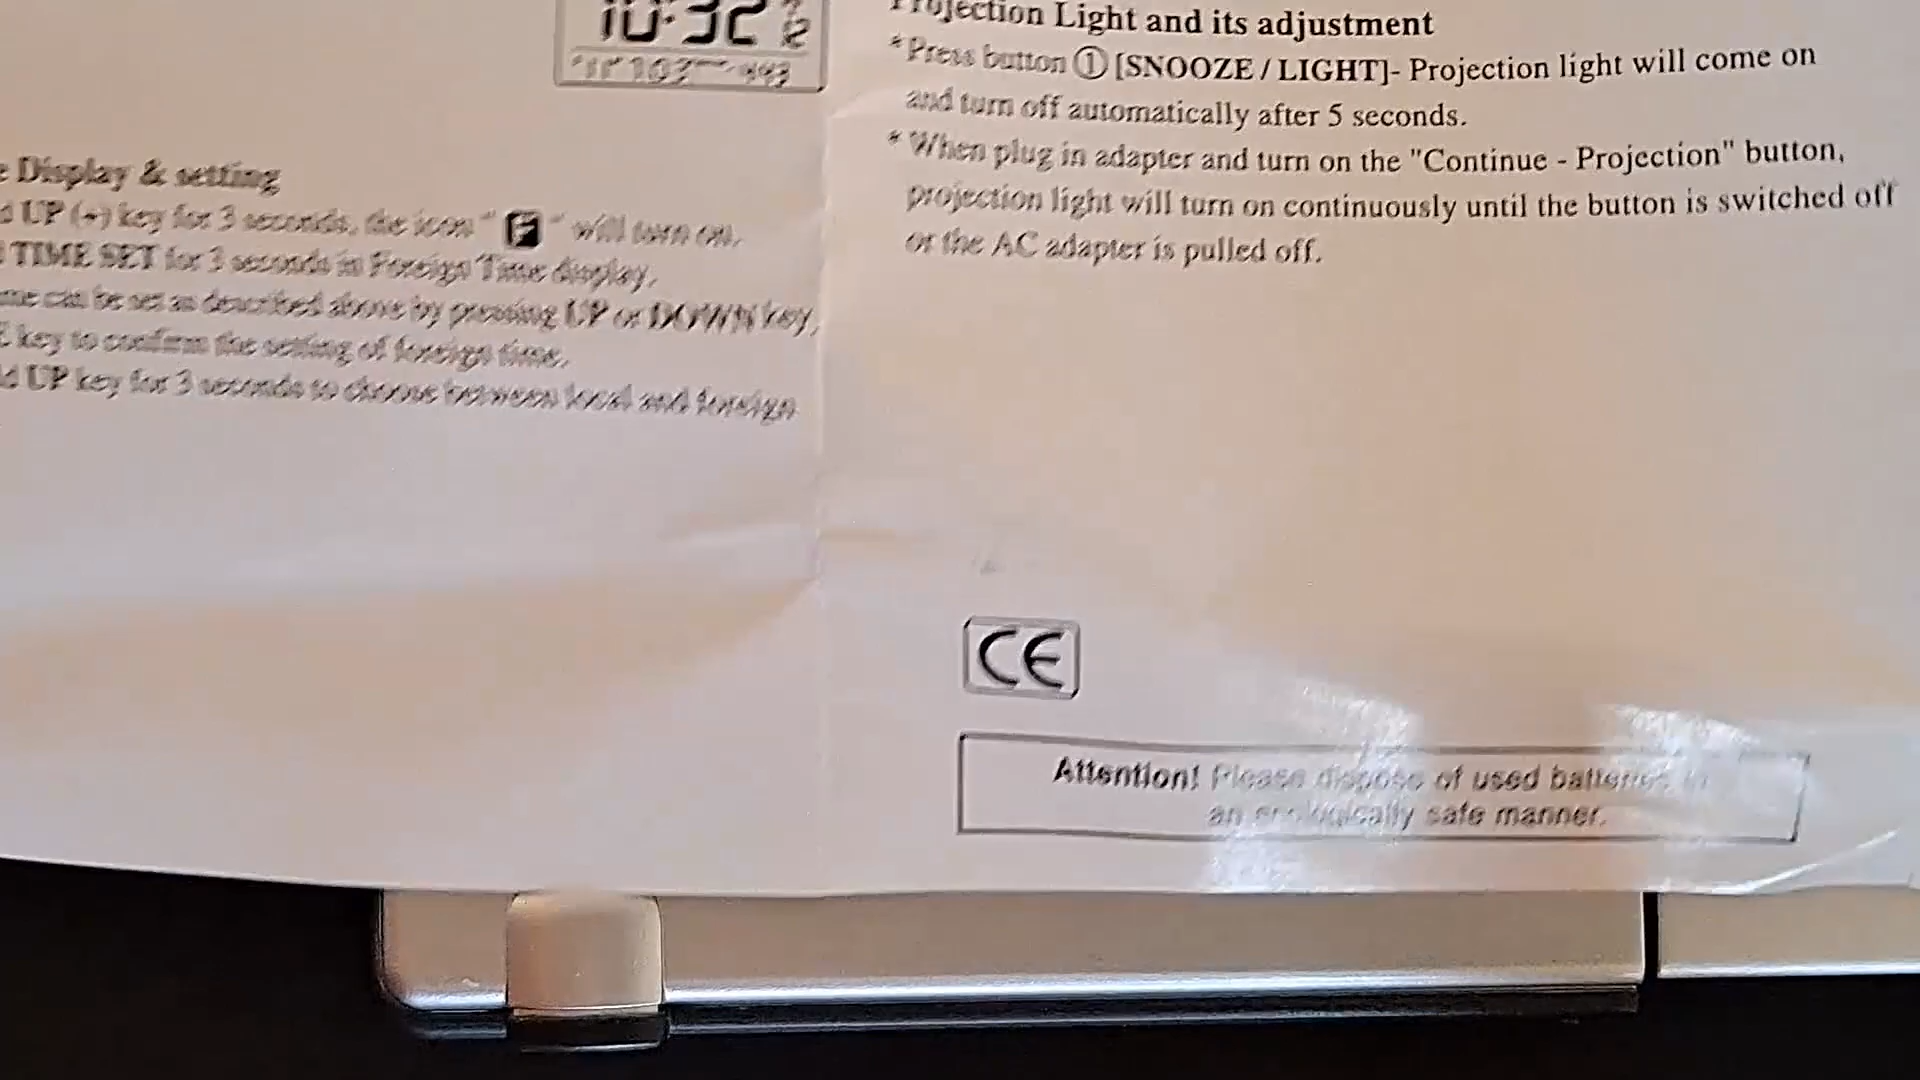 10:32
Display & setting
UP (+) key for 3 seconds, the icon " F " will turn on.
TIME SET for 3 seconds in Foreign Time display,
can be set as described above by pressing UP or DOWN key,
key to confirm the setting of foreign time.
UP key for 3 seconds to choose between local and foreign
Projection Light and its adjustment
*Press button ① [SNOOZE / LIGHT]- Projection light will come on
and turn off automatically after 5 seconds.
*When plug in adapter and turn on the "Continue - Projection" button,
projection light will turn on continuously until the button is switched off
or the AC adapter is pulled off.
CE
Attention! Please dispose of used batteries in
an ecologically safe manner.